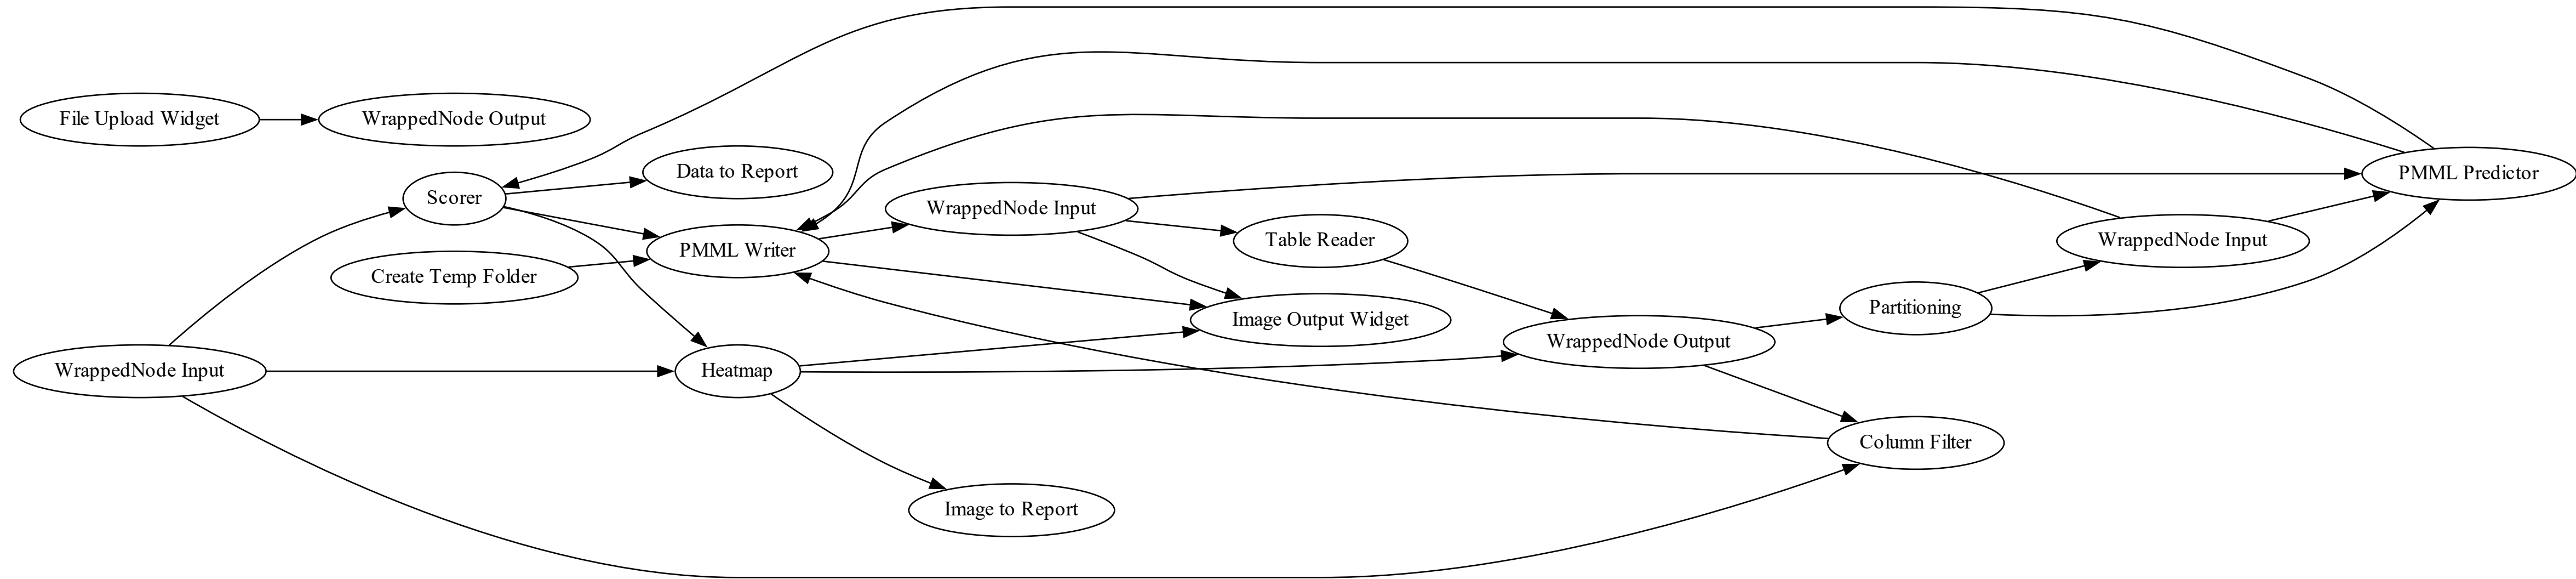 File Upload Widget
WrappedNode Output
Scorer
Data to Report
Create Temp Folder
PMML Writer
WrappedNode Input
Table Reader
Image Output Widget
WrappedNode Input
Heatmap
Image to Report
WrappedNode Output
Partitioning
Column Filter
WrappedNode Input
PMML Predictor